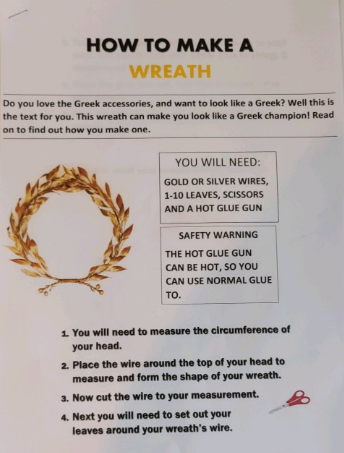 HOW TO MAKE A
WREATH
Do you love the Greek accessories, and want to look like a Greek? Well this is
the text for you. This wreath can make you look like a Greek champion! Read
on to find out how you make one.
YOU WILL NEED:
GOLD OR SILVER WIRES,
1-10 LEAVES, SCISSORS
AND A HOT GLUE GUN
SAFETY WARNING
THE HOT GLUE GUN
CAN BE HOT, SO YOU
CAN USE NORMAL GLUE
TO.
1. You will need to measure the circumference of
your head.
2. Place the wire around the top of your head to
measure and form the shape of your wreath.
3. Now cut the wire to your measurement.
4. Next you will need to set out your
leaves around your wreath's wire.